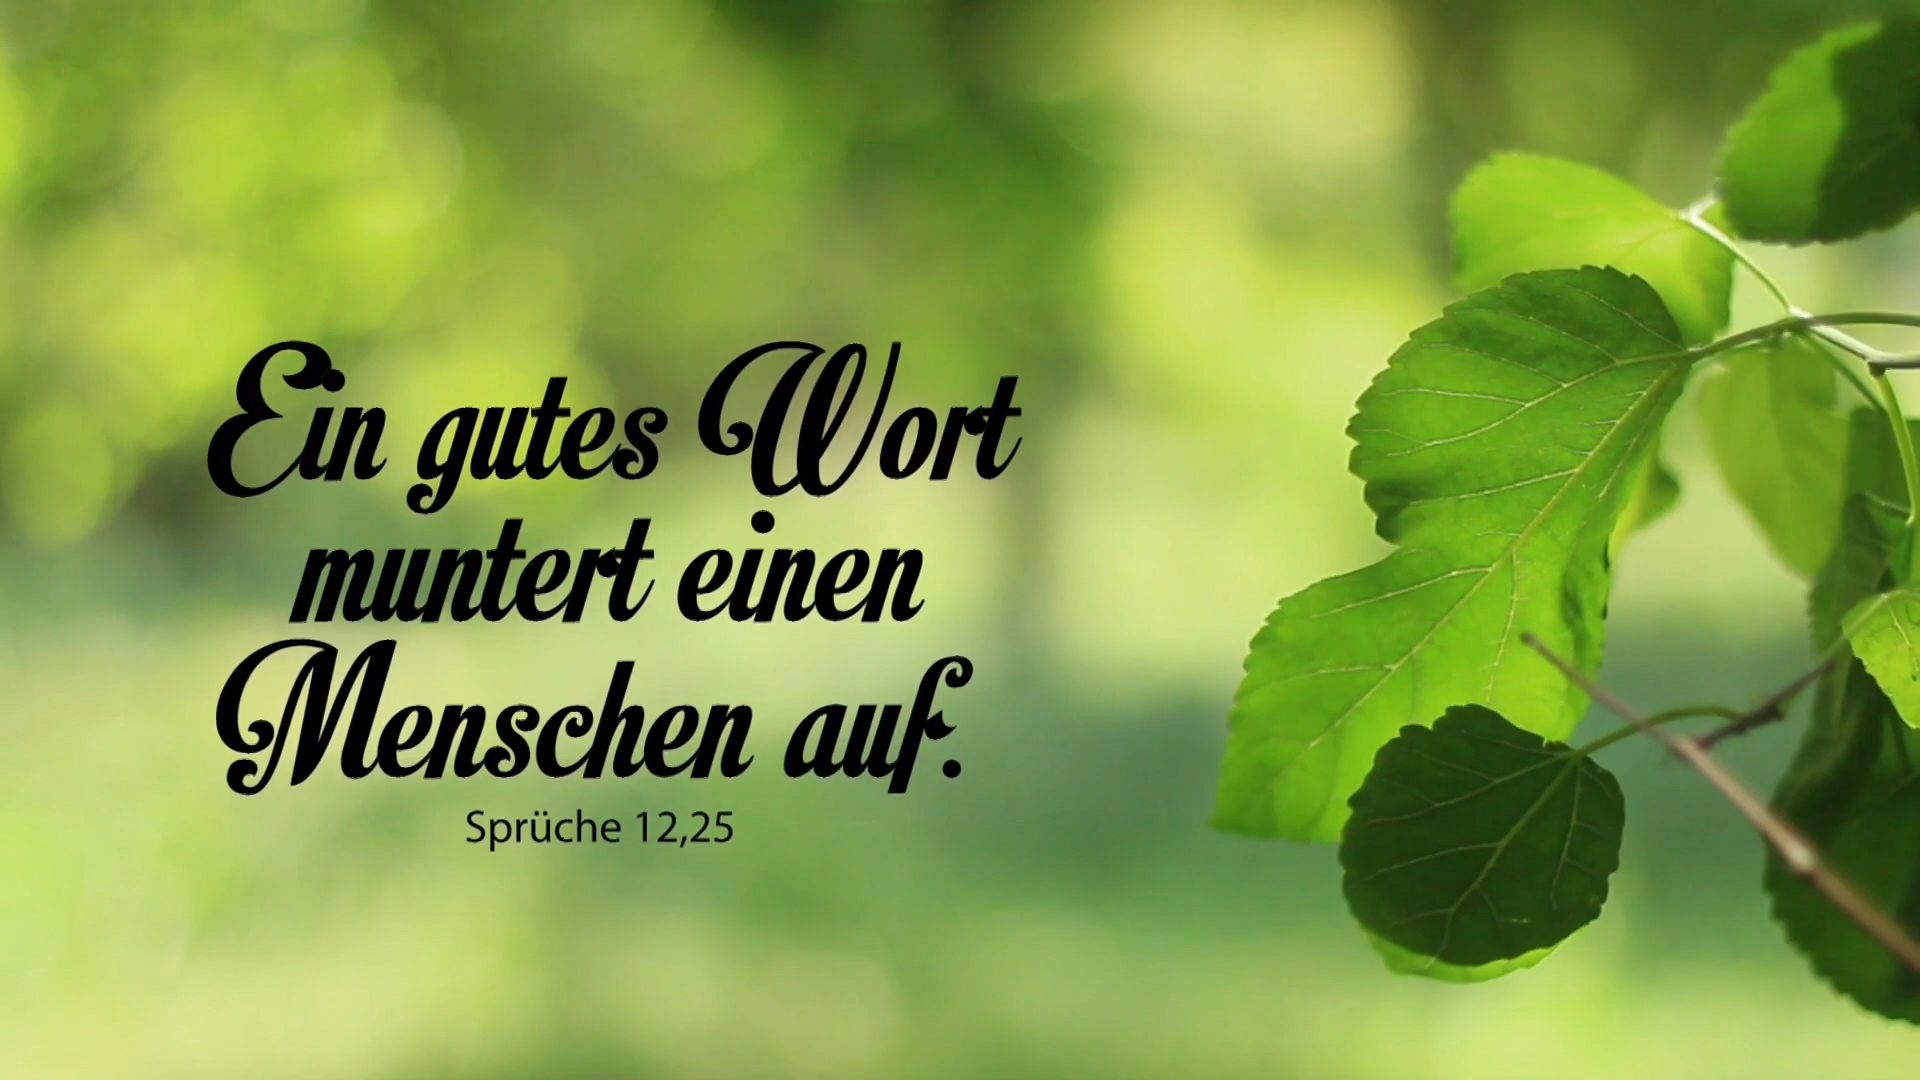 Ein gutes Wort
muntert einen
Menschen auf.
Sprüche 12,25